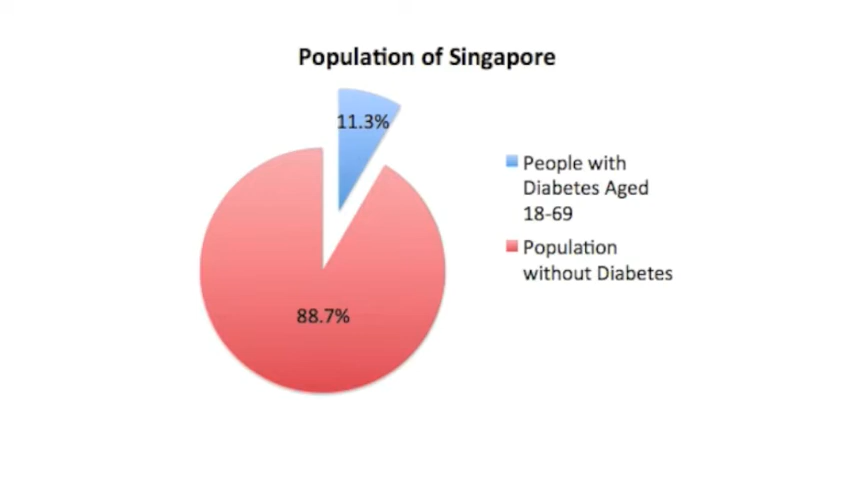 Population of Singapore
11.3%
88.7%
People with
Diabetes Aged
18-69
Population
without Diabetes